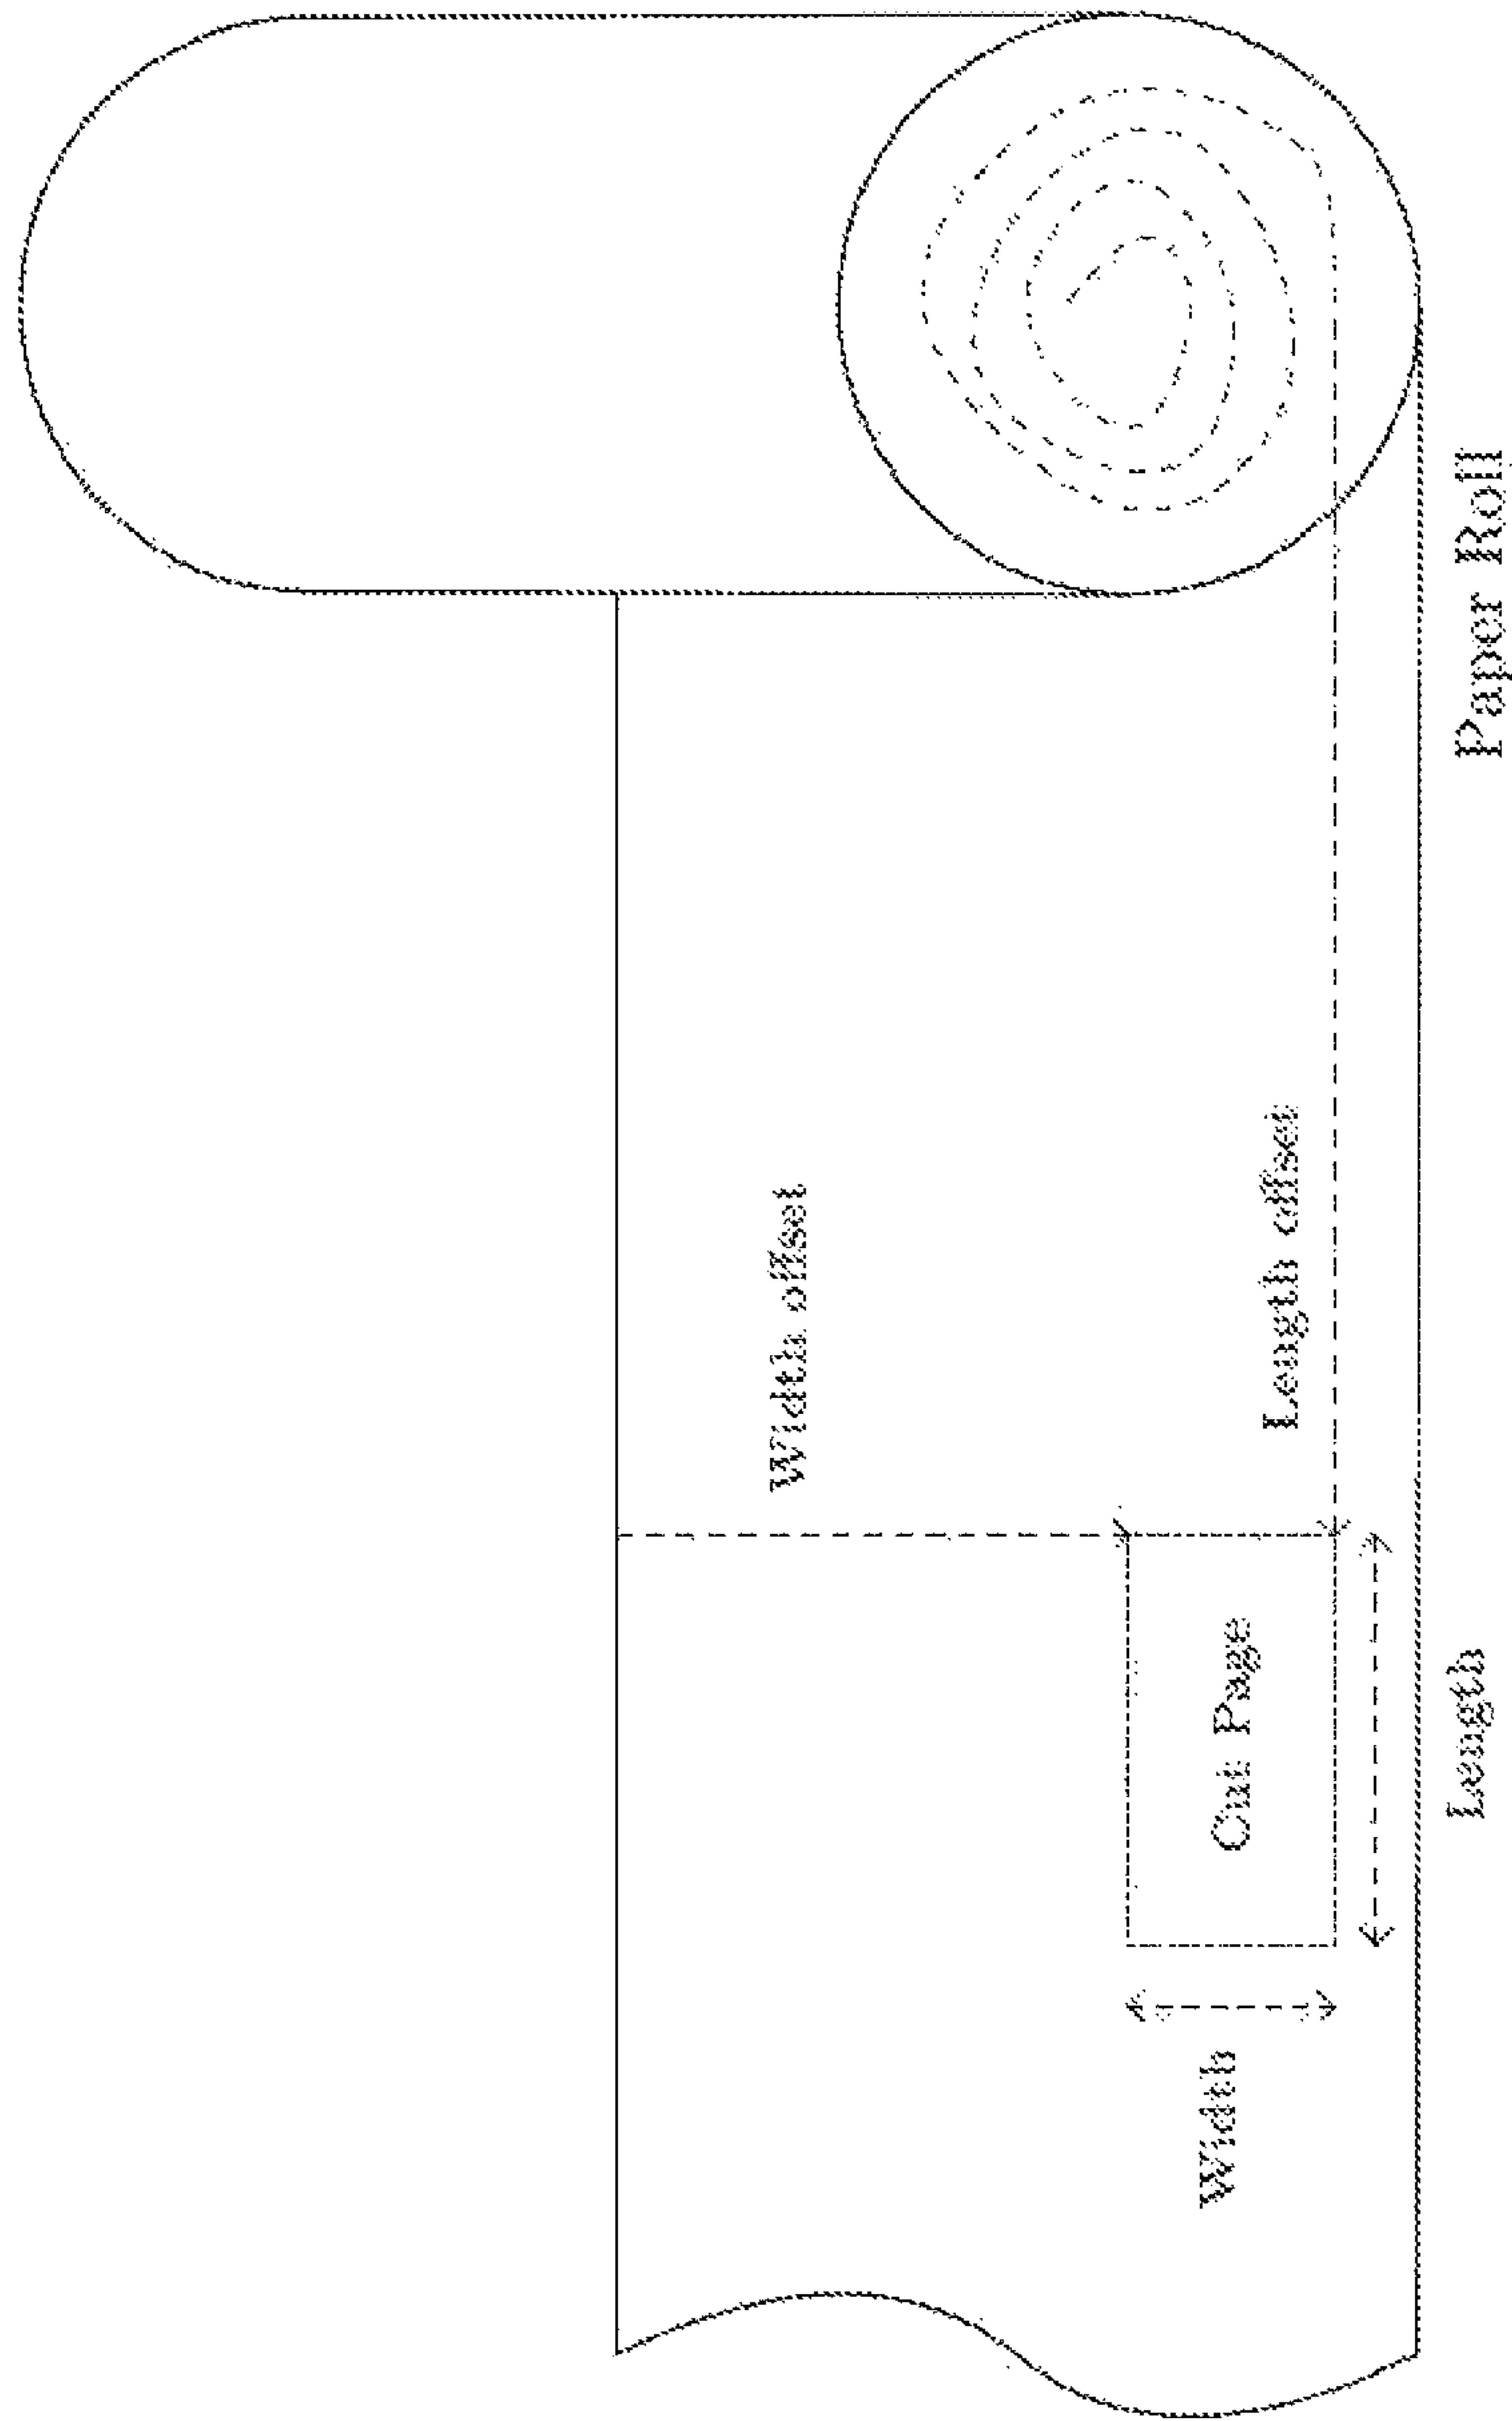 Width offset
Length offset
Cut Page
Width
Length
Paper Roll